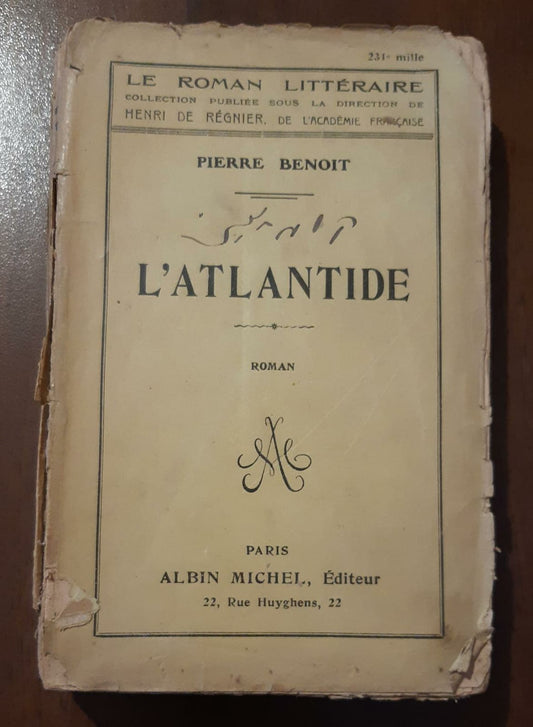 231e mille
LE ROMAN LITTÉRAIRE
COLLECTION PUBLIÉE SOUS LA DIRECTION DE
HENRI DE RÉGNIER, DE L'ACADÉMIE FRANÇAISE
PIERRE BENOIT
L'ATLANTIDE
ROMAN
PARIS
ALBIN MICHEL, Éditeur
22, Rue Huyghens, 22